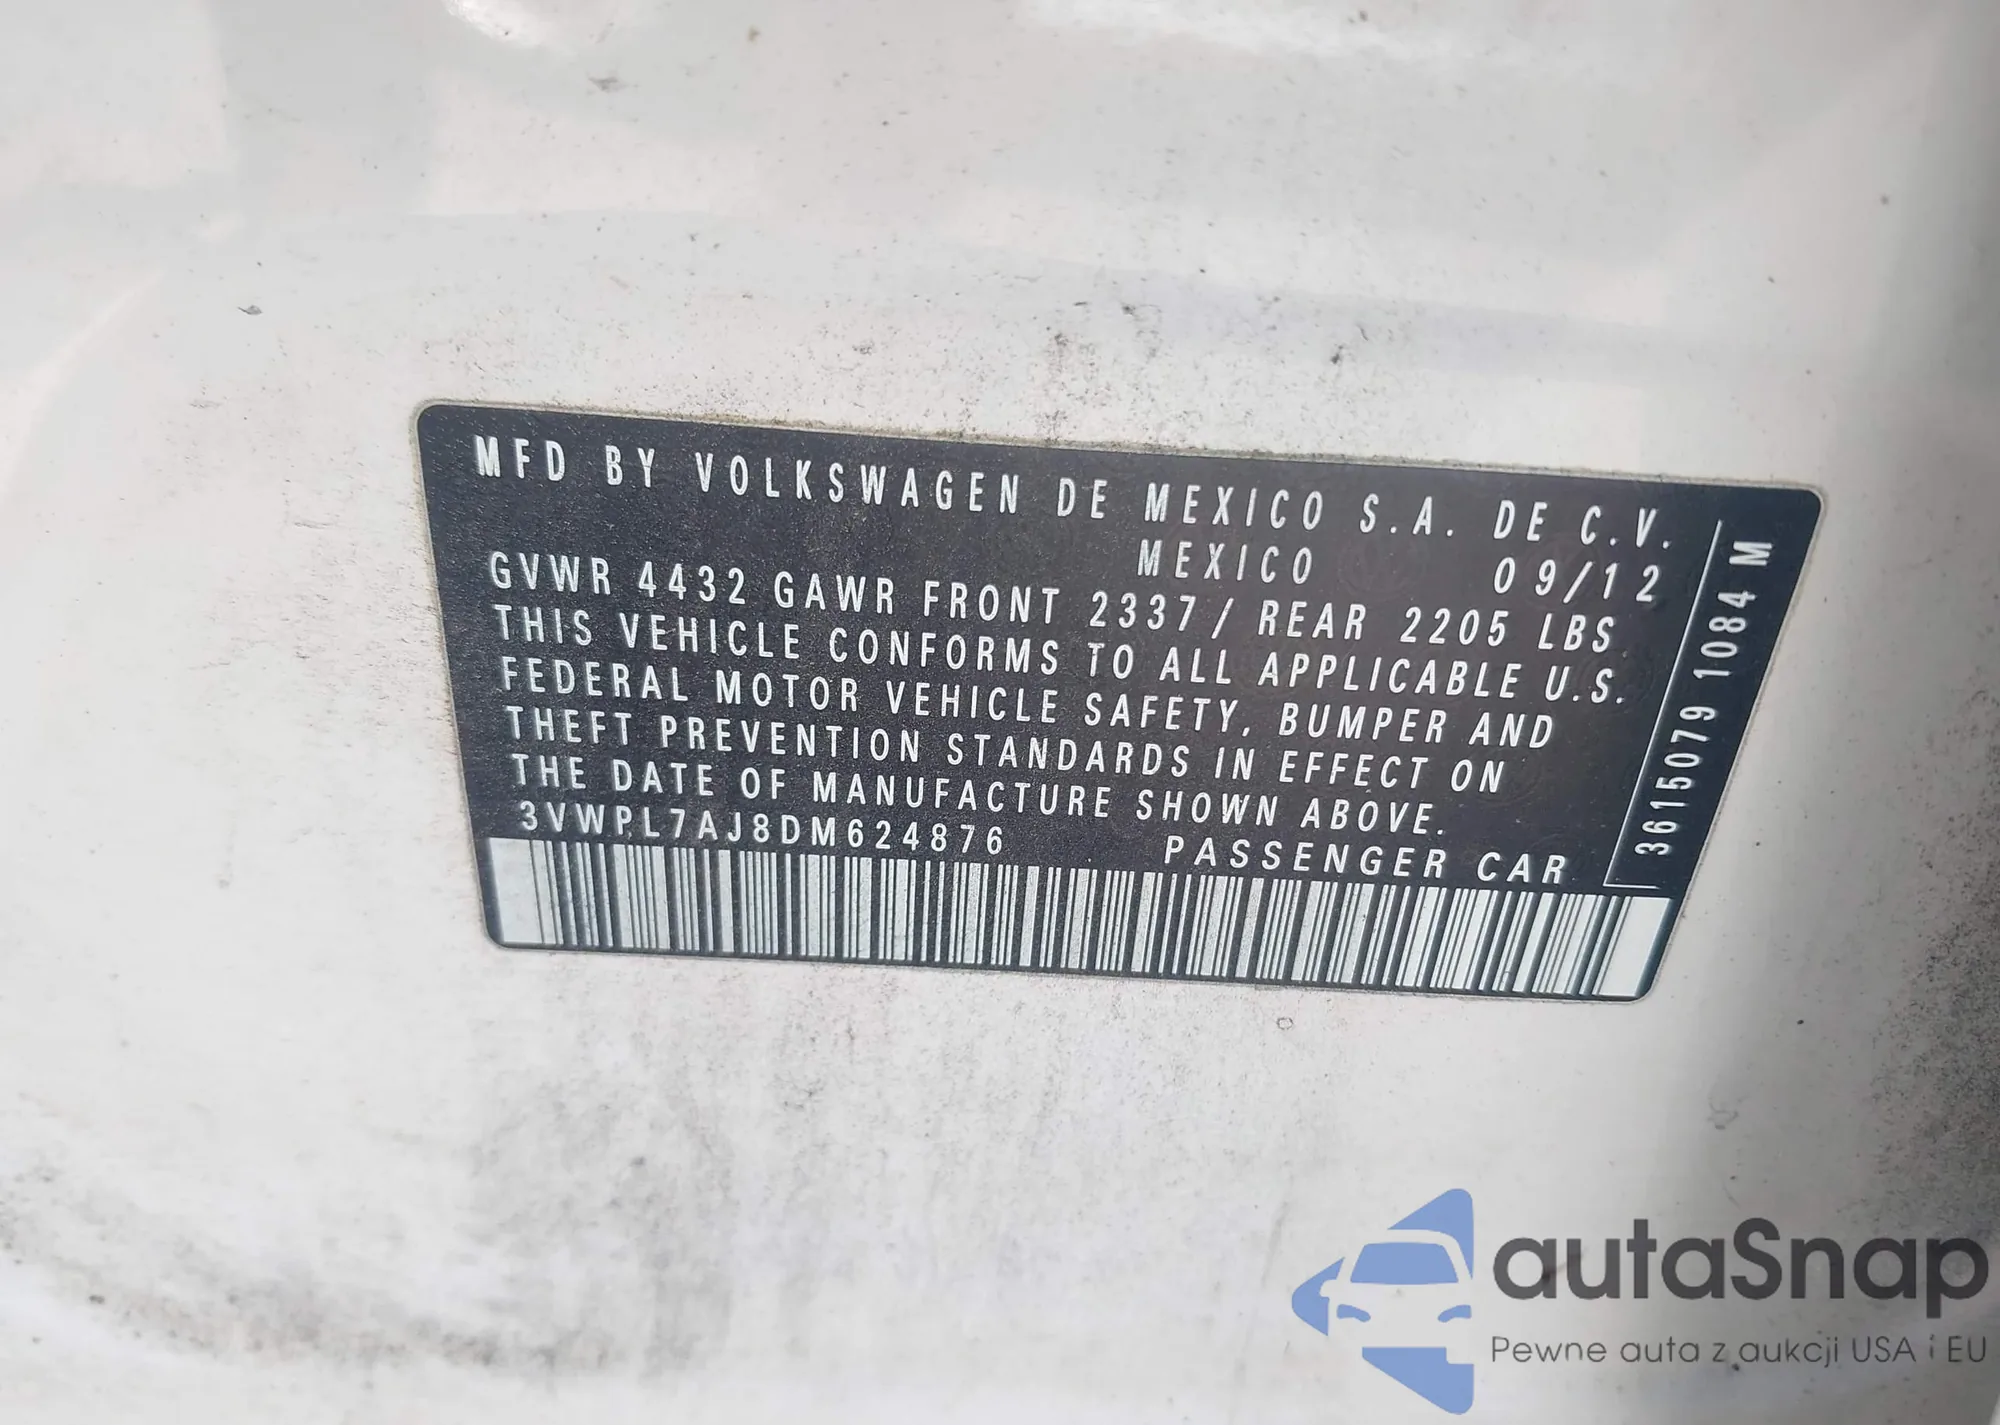 MFD BY VOLKSWAGEN DE MEXICO S.A. DE C.V.
MEXICO 09/12
GVWR 4432 GAWR FRONT 2337/ REAR 2205 LBS
THIS VEHICLE CONFORMS TO ALL APPLICABLE U.S.
FEDERAL MOTOR VEHICLE SAFETY, BUMPER AND
THEFT PREVENTION STANDARDS IN EFFECT ON
THE DATE OF MANUFACTURE SHOWN ABOVE.
3VWPL7AJ8DM624876 PASSENGER CAR
3615079 1084 M
autaSnap
Pewne auta z aukcji USA i EU